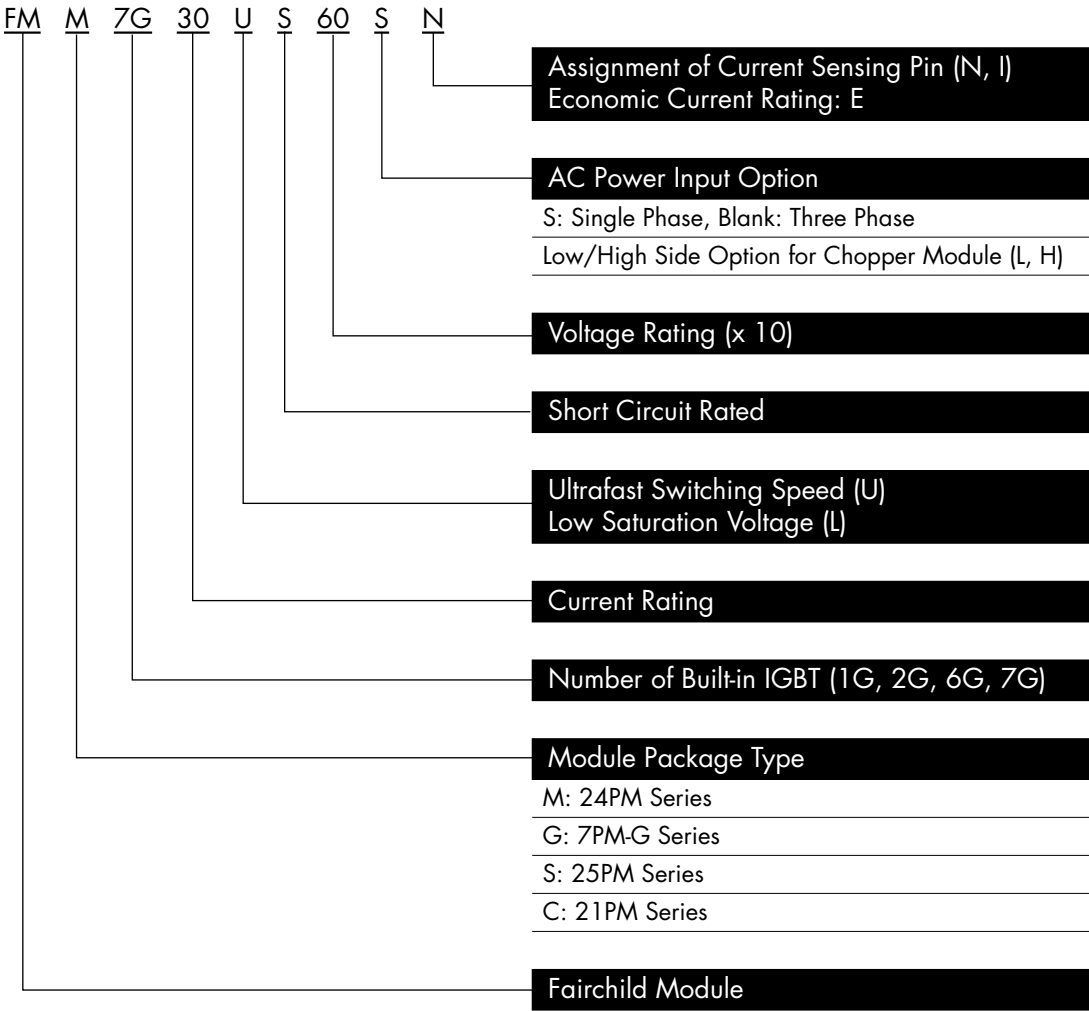 FM M 7G 30 U S 60 S N
Assignment of Current Sensing Pin (N, I)
Economic Current Rating: E
AC Power Input Option
S: Single Phase, Blank: Three Phase
Low/High Side Option for Chopper Module (L, H)
Voltage Rating (x 10)
Short Circuit Rated
Ultrafast Switching Speed (U)
Low Saturation Voltage (L)
Current Rating
Number of Built-in IGBT (1G, 2G, 6G, 7G)
Module Package Type
M: 24PM Series
G: 7PM-G Series
S: 25PM Series
C: 21PM Series
Fairchild Module